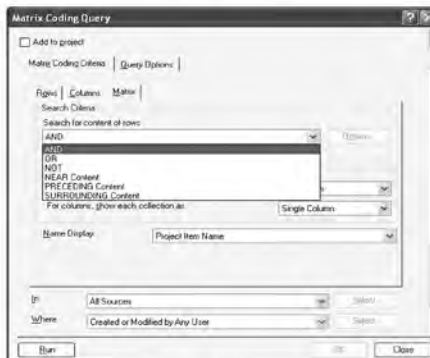 Matrix Coding Query
Add to project
Matrix Coding Criteria Query Options
Rows Columns Matrix
Search Criteria
Search for content of rows
AND
AND
OR
NOT
NEAR Content
PRECEDING Content
SURROUNDING Content
For columns, show each collection as Single Column
Name Display Project Item Name
In All Sources Select
Where Created or Modified by Any User Select
Run OK Close